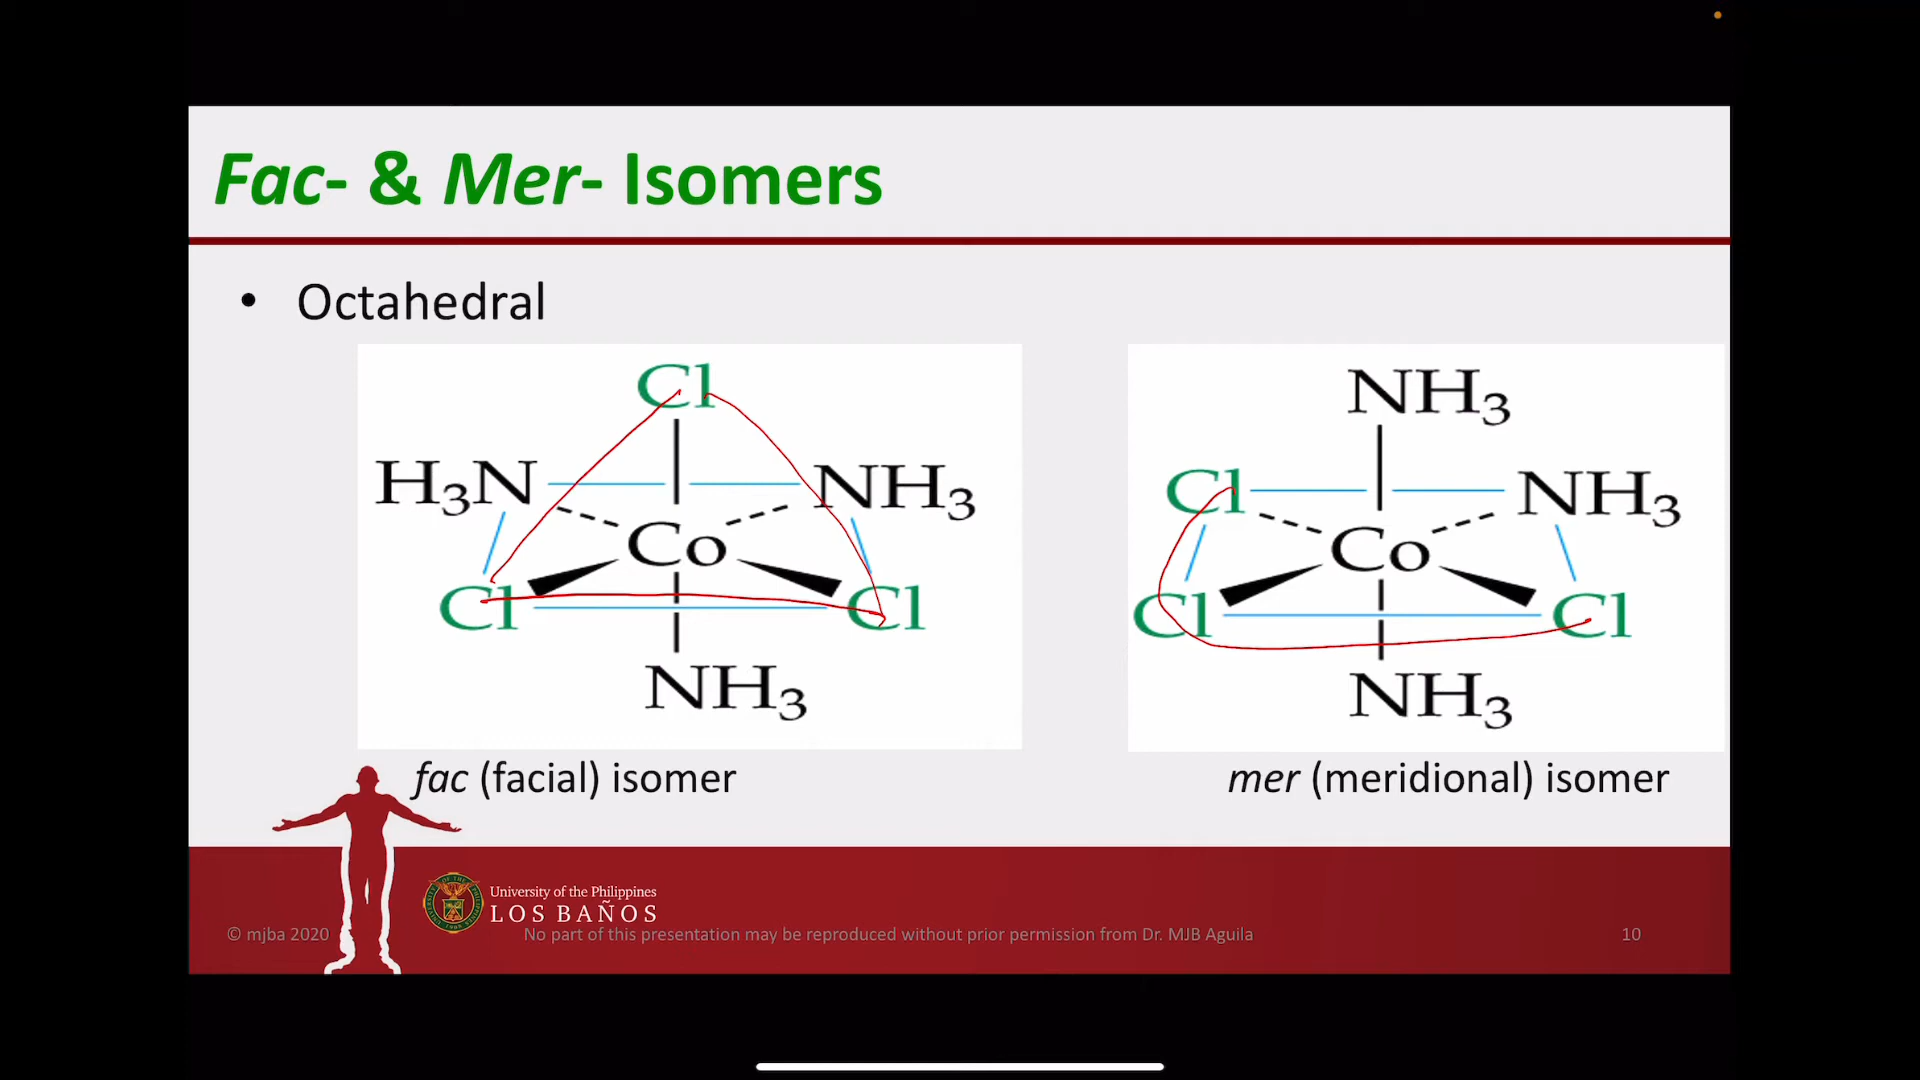 Fac- & Mer- Isomers
• Octahedral
Cl
H₃N
NH₃
Co
Cl
Cl
NH₃
NH₃
Cl
NH₃
Co
Cl
Cl
NH₃
fac (facial) isomer
mer (meridional) isomer
University of the Philippines
LOS BAÑOS
© mjba 2020
No part of this presentation may be reproduced without prior permission from Dr. MJB Aguila
10